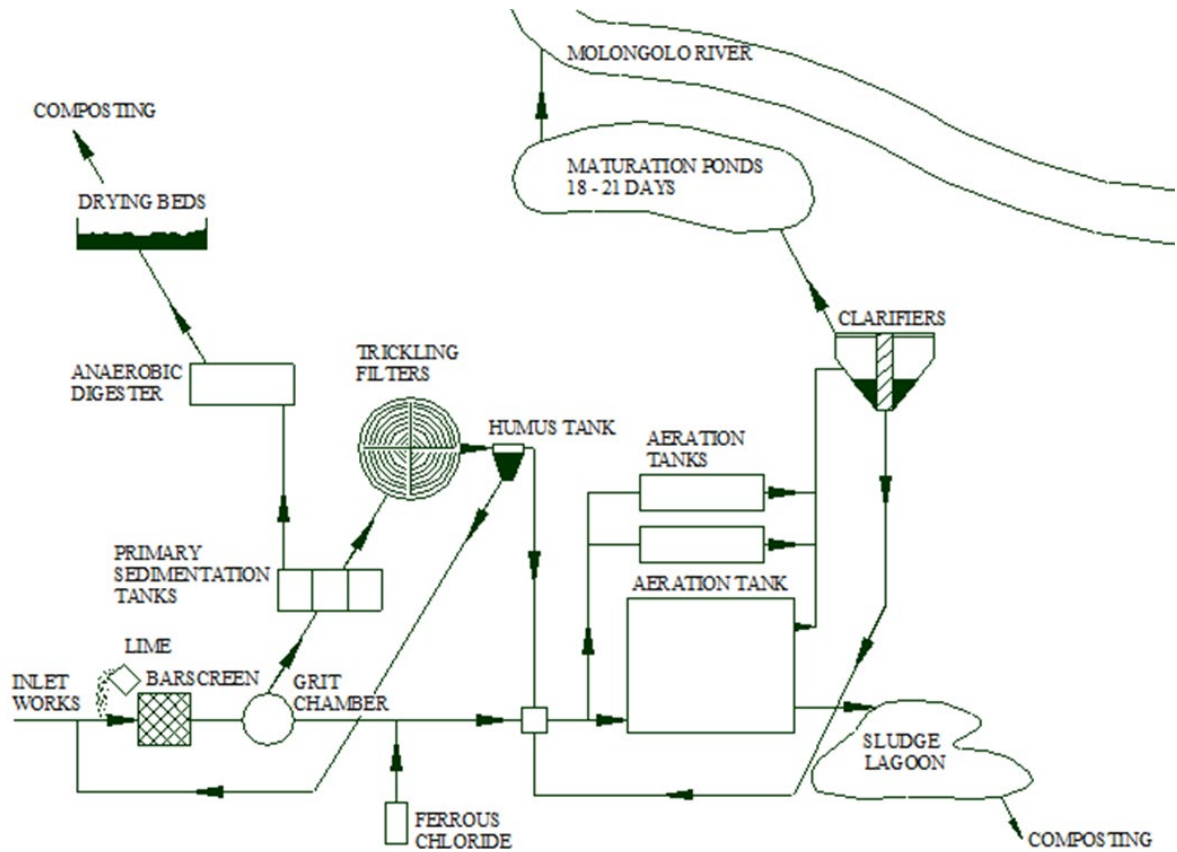 MOLONGOLO RIVER
COMPOSTING
MATURATION PONDS
18 - 21 DAYS
DRYING BEDS
CLARIFIERS
TRICKLING
FILTERS
ANAEROBIC
DIGESTER
HUMUS TANK
AERATION
TANKS
PRIMARY
SEDIMENTATION
TANKS
AERATION TANK
LIME
BARSCREEN
GRIT
CHAMBER
INLET
WORKS
SLUDGE
LAGOON
FERROUS
CHLORIDE
COMPOSTING